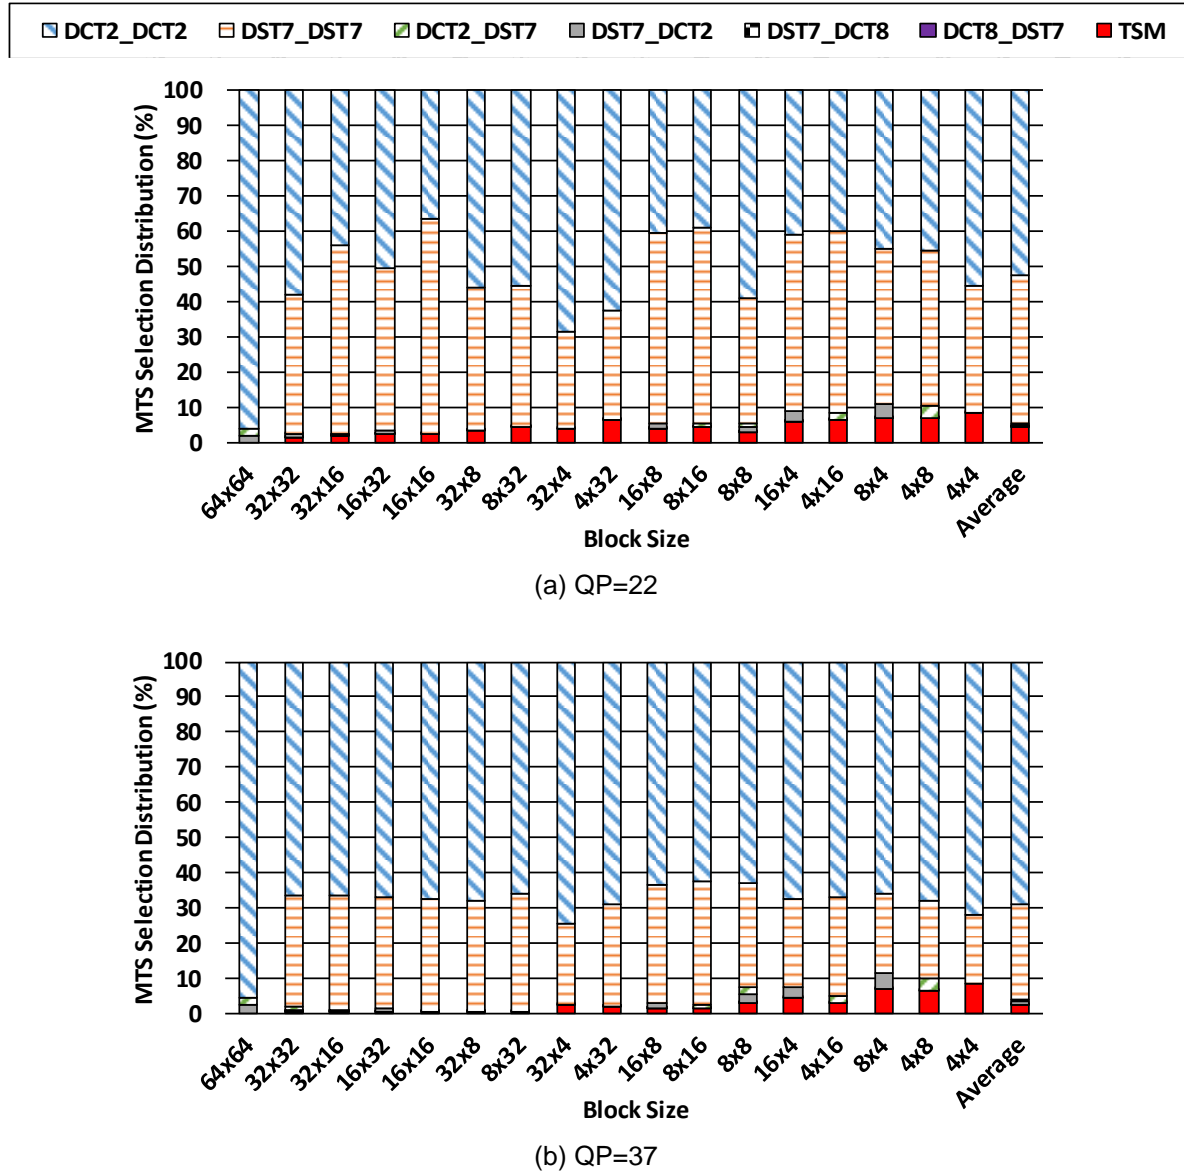 DCT2_DCT2 DST7_DST7 DCT2_DST7 DST7_DCT2 DST7_DCT8 DCT8_DST7 TSM
MTS Selection Distribution (%)
100
90
80
70
60
50
40
30
20
10
0
64x64 32x32 32x16 16x32 16x16 32x8 8x32 32x4 4x32 16x8 8x16 8x8 16x4 4x16 8x4 4x8 4x4 Average
Block Size
(a) QP=22
MTS Selection Distribution (%)
100
90
80
70
60
50
40
30
20
10
0
64x64 32x32 32x16 16x32 16x16 32x8 8x32 32x4 4x32 16x8 8x16 8x8 16x4 4x16 8x4 4x8 4x4 Average
Block Size
(b) QP=37